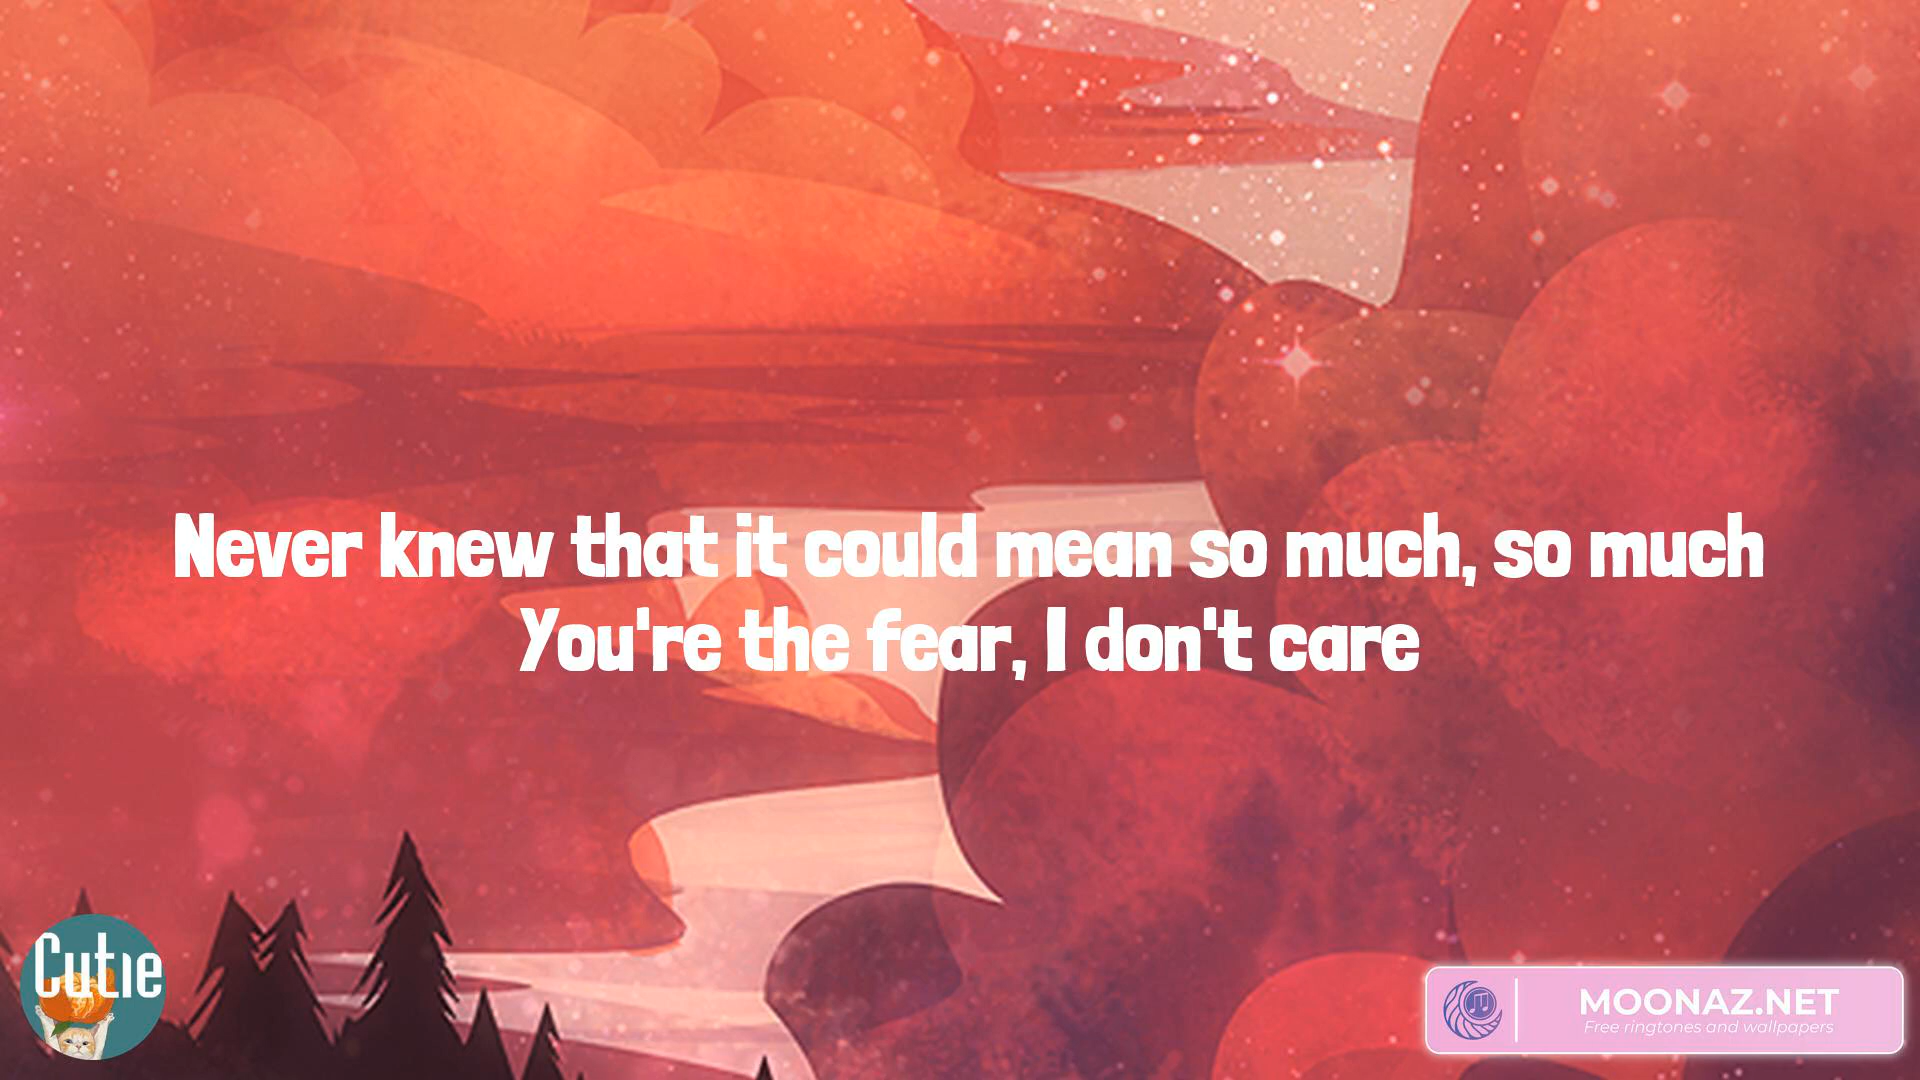 Never knew that it could mean so much, so much
You're the fear, I don't care
Cutie
MOONAZ.NET
Free ringtones and wallpapers